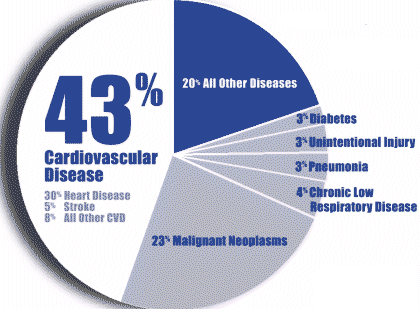 43%
Cardiovascular
Disease
30% Heart Disease
5% Stroke
8% All Other CVD
20% All Other Diseases
3% Diabetes
3% Unintentional Injury
3% Pneumonia
4% Chronic Low
Respiratory Disease
23% Malignant Neoplasms